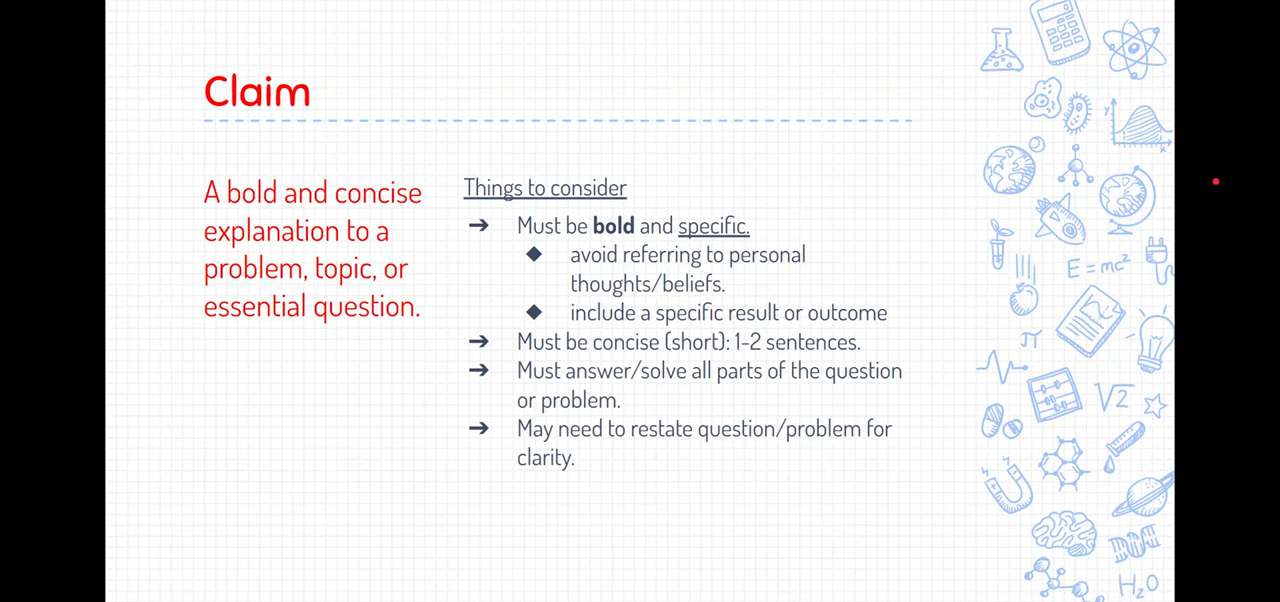 Claim
A bold and concise
explanation to a
problem, topic, or
essential question.
Things to consider
➔ Must be bold and specific.
◆ avoid referring to personal
thoughts/beliefs.
◆ include a specific result or outcome
➔ Must be concise (short): 1-2 sentences.
➔ Must answer/solve all parts of the question
or problem.
➔ May need to restate question/problem for
clarity.
y
x
E=mc²
π
√2
H₂O